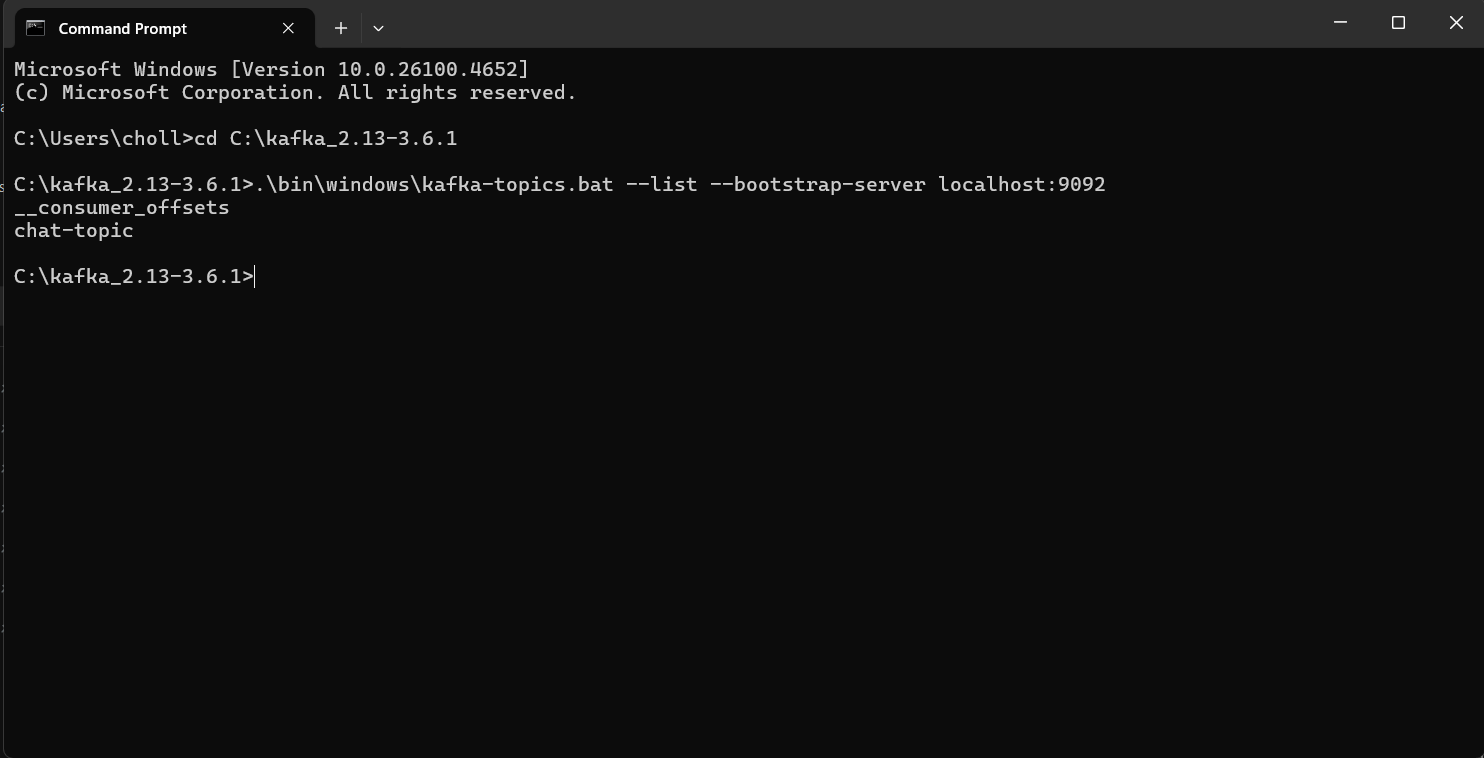 Command Prompt
Microsoft Windows [Version 10.0.26100.4652]
(c) Microsoft Corporation. All rights reserved.
C:\Users\choll>cd C:\kafka_2.13-3.6.1
C:\kafka_2.13-3.6.1>.\bin\windows\kafka-topics.bat --list --bootstrap-server localhost:9092
__consumer_offsets
chat-topic
C:\kafka_2.13-3.6.1>